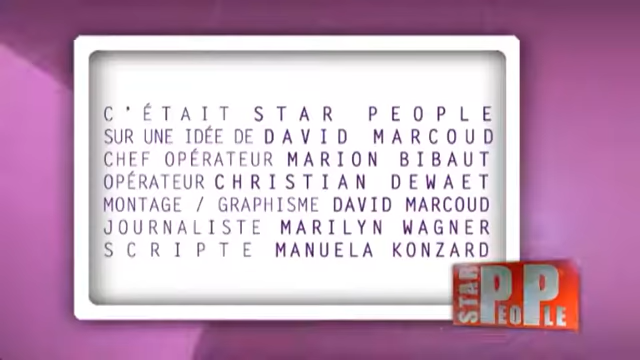 C'ÉTAIT STAR PEOPLE
SUR UNE IDÉE DE DAVID MARCOUD
CHEF OPÉRATEUR MARION BIBAUT
OPÉRATEUR CHRISTIAN DEWAET
MONTAGE / GRAPHISME DAVID MARCOUD
JOURNALISTE MARILYN WAGNER
SCRIPTE MANUELA KONZARD
STAR PEOPLE